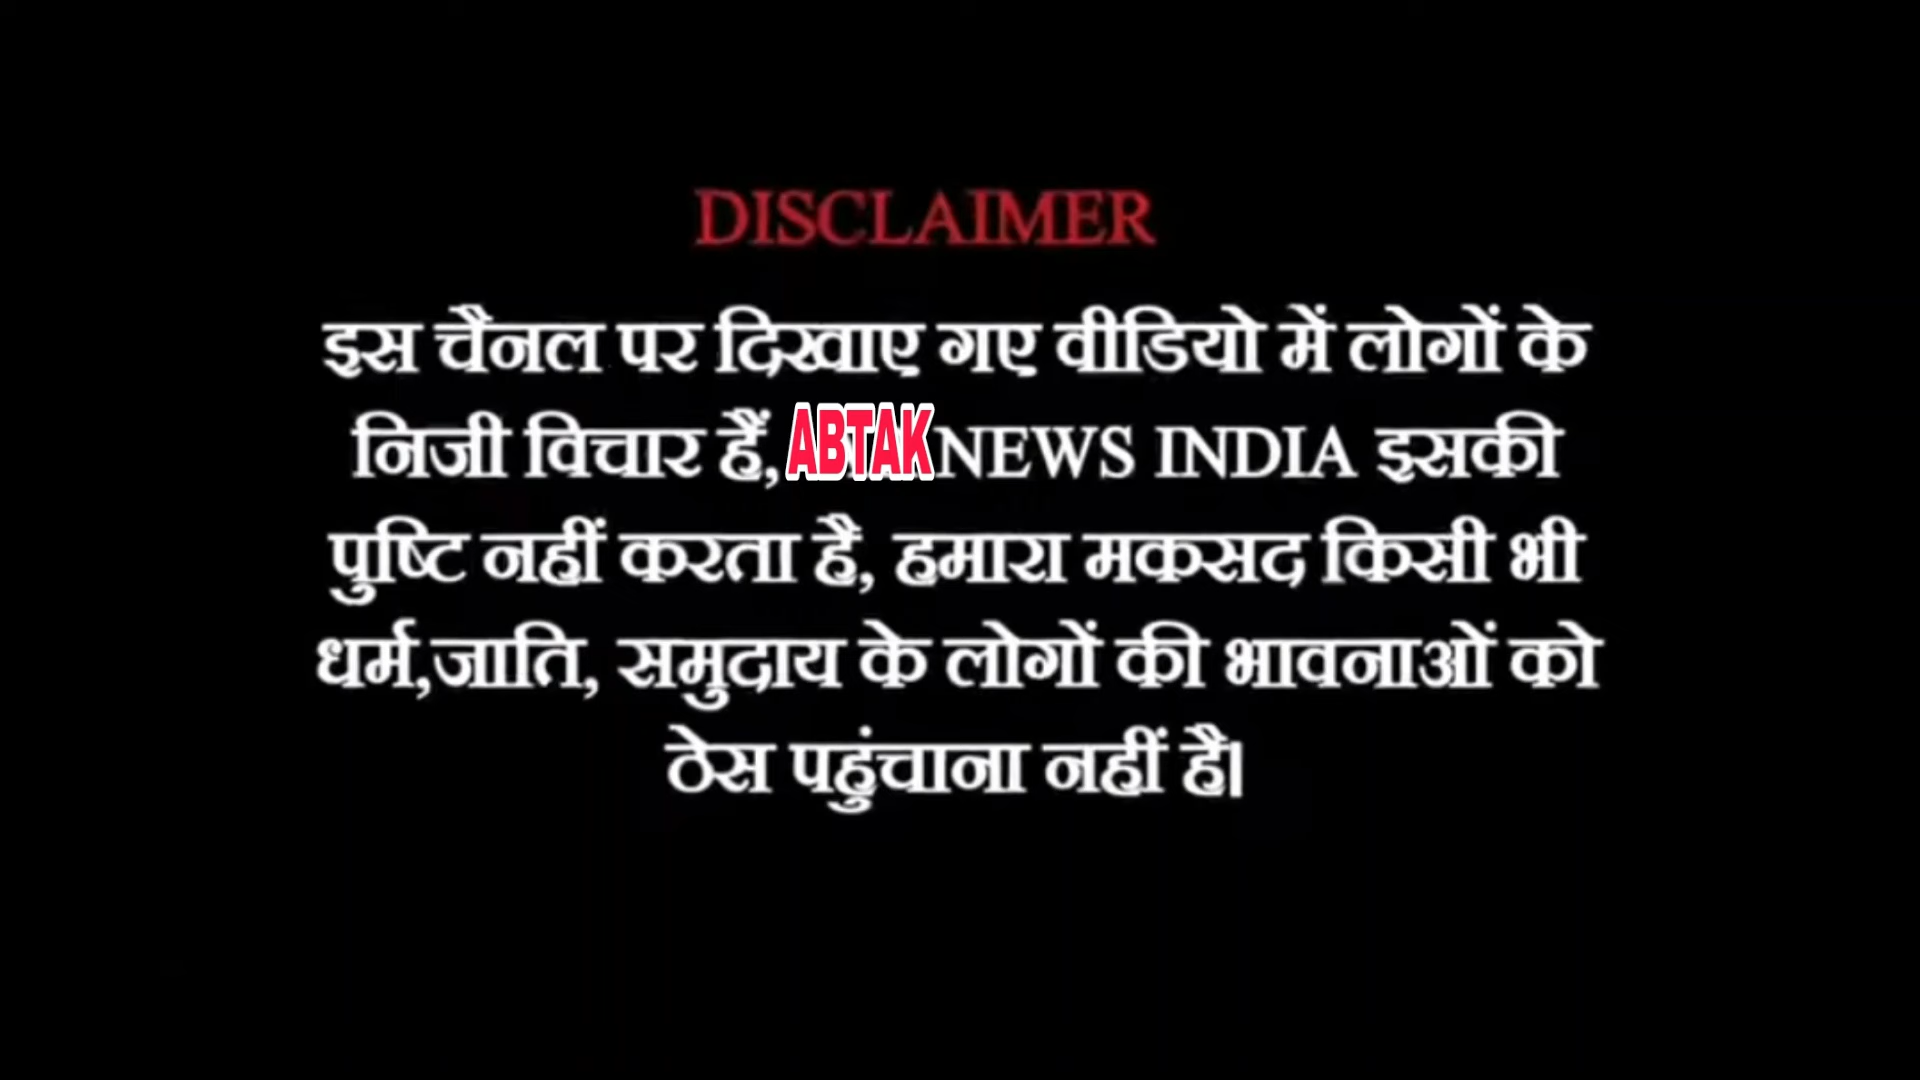 DISCLAIMER
इस चैनल पर दिखाए गए वीडियो में लोगों के
निजी विचार हैं, ABTAK NEWS INDIA इसकी
पुष्टि नहीं करता है, हमारा मकसद किसी भी
धर्म,जाति, समुदाय के लोगों की भावनाओं को
ठेस पहुंचाना नहीं है।